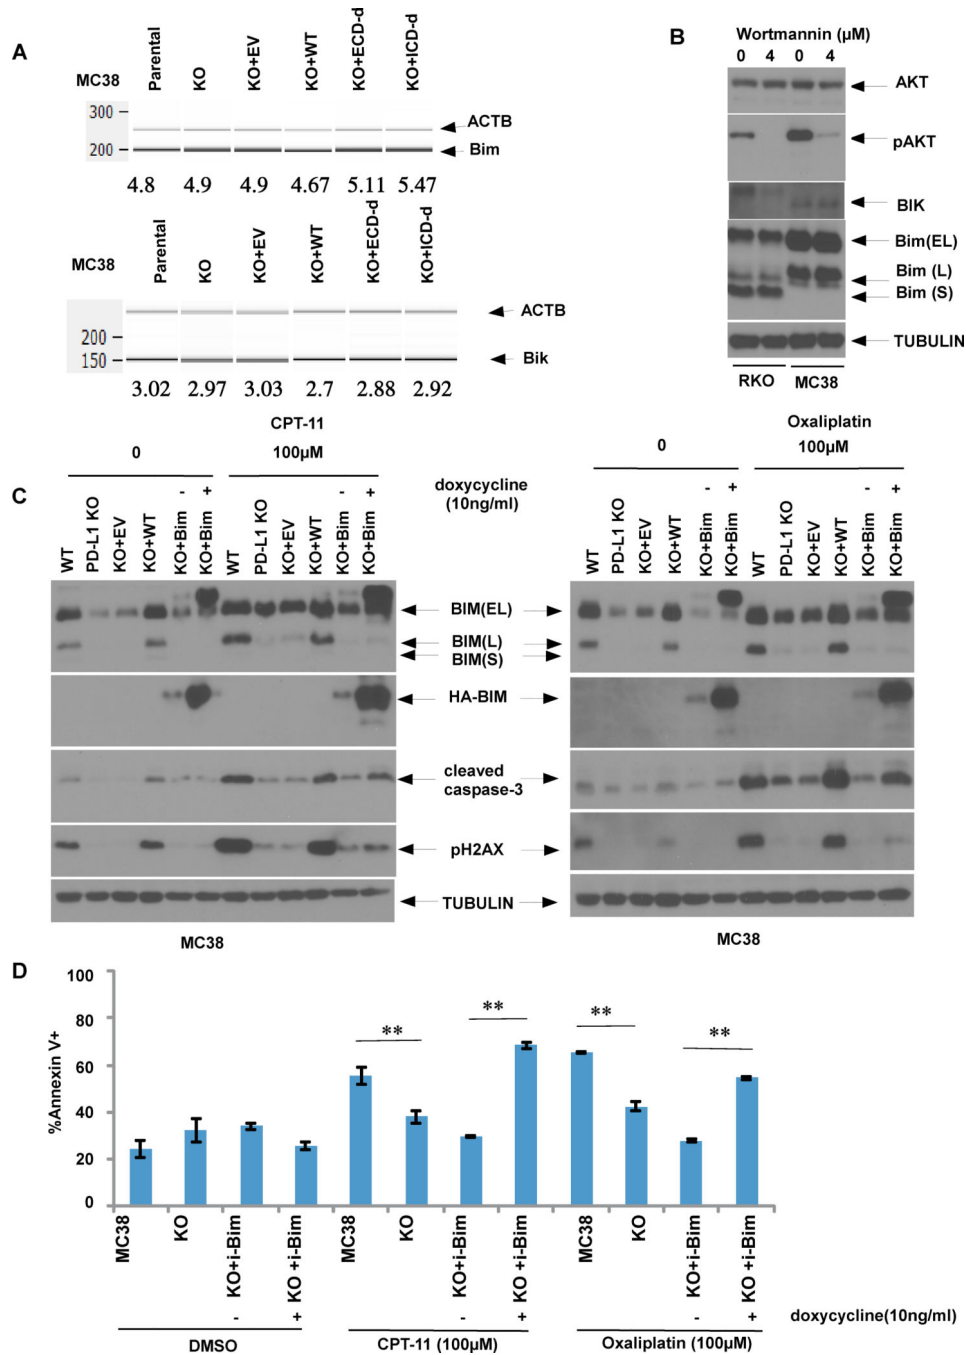 A
MC38
Parental
KO
KO+EV
KO+WT
KO+ECD-d
KO+ICD-d
300
200
ACTB
Bim
4.8 4.9 4.9 4.67 5.11 5.47
MC38
Parental
KO
KO+EV
KO+WT
KO+ECD-d
KO+ICD-d
200
150
ACTB
Bik
3.02 2.97 3.03 2.7 2.88 2.92
B
Wortmannin (µM)
0 4 0 4
AKT
pAKT
BIK
Bim(EL)
Bim (L)
Bim (S)
TUBULIN
RKO MC38
C
CPT-11
0 100µM
- + - +
doxycycline
(10ng/ml)
WT
PD-L1 KO
KO+EV
KO+WT
KO+Bim
KO+Bim
WT
PD-L1 KO
KO+EV
KO+WT
KO+Bim
KO+Bim
Oxaliplatin
0 100µM
- + - +
WT
PD-L1 KO
KO+EV
KO+WT
KO+Bim
KO+Bim
WT
PD-L1 KO
KO+EV
KO+WT
KO+Bim
KO+Bim
BIM(EL)
BIM(L)
BIM(S)
HA-BIM
cleaved
caspase-3
pH2AX
TUBULIN
MC38
MC38
D
%Annexin V+
100
80
60
40
20
0
** ** ** **
MC38
KO
KO+i-Bim
KO +i-Bim
MC38
KO
KO+i-Bim
KO +i-Bim
MC38
KO
KO+i-Bim
KO +i-Bim
- + - + - + doxycycline(10ng/ml)
DMSO CPT-11 (100µM) Oxaliplatin (100µM)